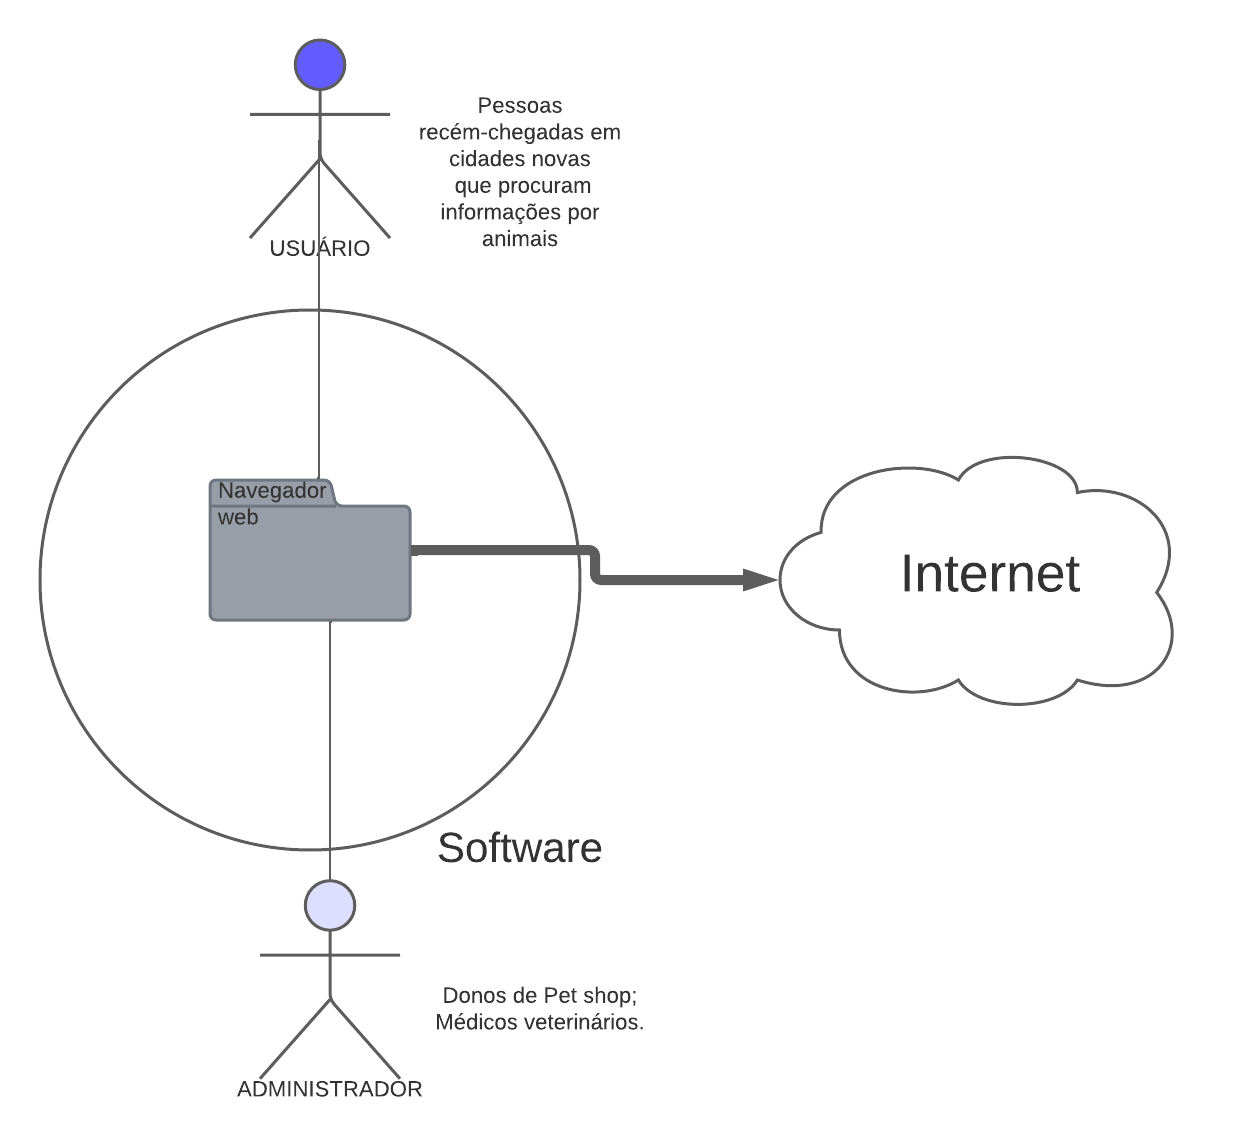 Pessoas
recém-chegadas em
cidades novas
que procuram
informações por
animais
USUÁRIO
Navegador
web
Internet
Software
Donos de Pet shop;
Médicos veterinários.
ADMINISTRADOR